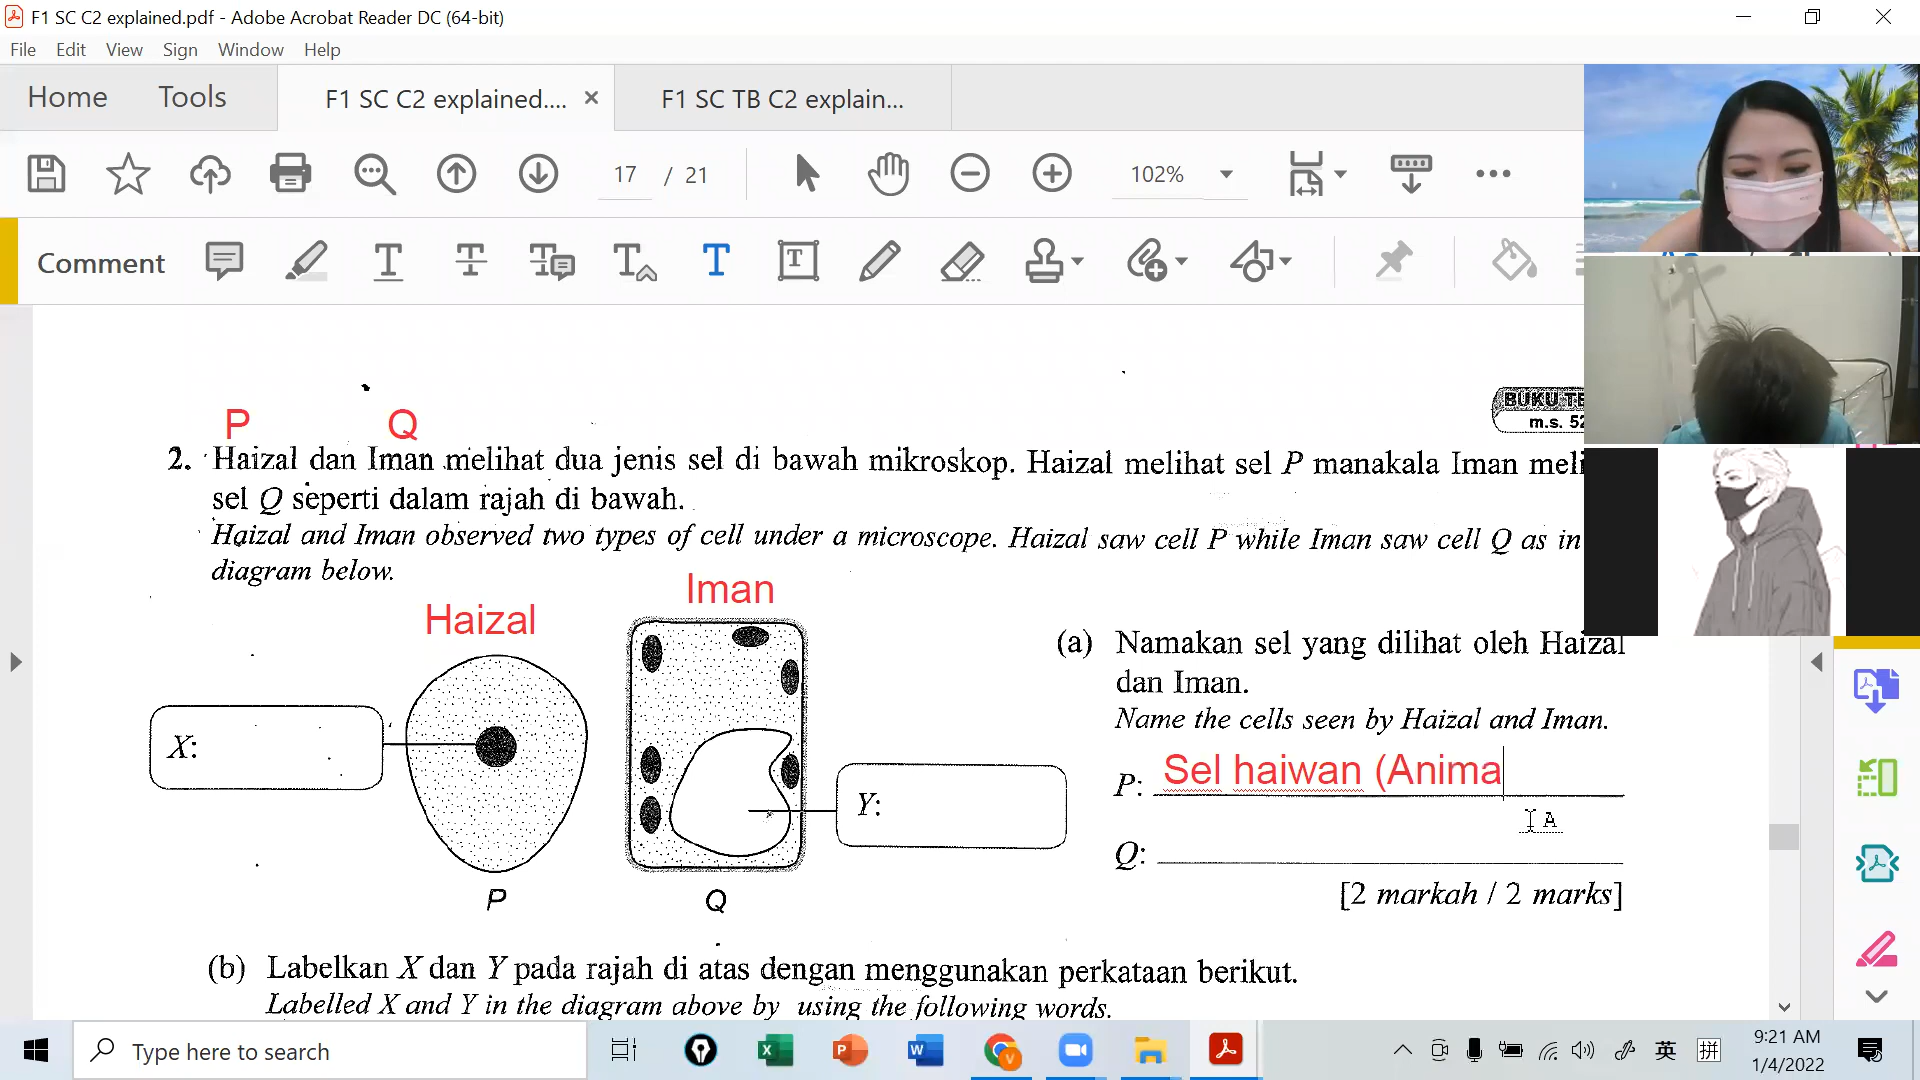 F1 SC C2 explained.pdf - Adobe Acrobat Reader DC (64-bit)
File Edit View Sign Window Help
Home Tools F1 SC C2 explained.... × F1 SC TB C2 explain...
17 / 21 102%
Comment
BUKU TE
m.s. 52
P Q
2. Haizal dan Iman melihat dua jenis sel di bawah mikroskop. Haizal melihat sel P manakala Iman meli
sel Q seperti dalam rajah di bawah.
Haizal and Iman observed two types of cell under a microscope. Haizal saw cell P while Iman saw cell Q as in
diagram below.
Haizal
Iman
X:
Y:
P
Q
(a) Namakan sel yang dilihat oleh Haizal
dan Iman.
Name the cells seen by Haizal and Iman.
P: Sel haiwan (Anima
Q:
[2 markah / 2 marks]
(b) Labelkan X dan Y pada rajah di atas dengan menggunakan perkataan berikut.
Labelled X and Y in the diagram above by using the following words.
Type here to search
英 拼
9:21 AM
1/4/2022